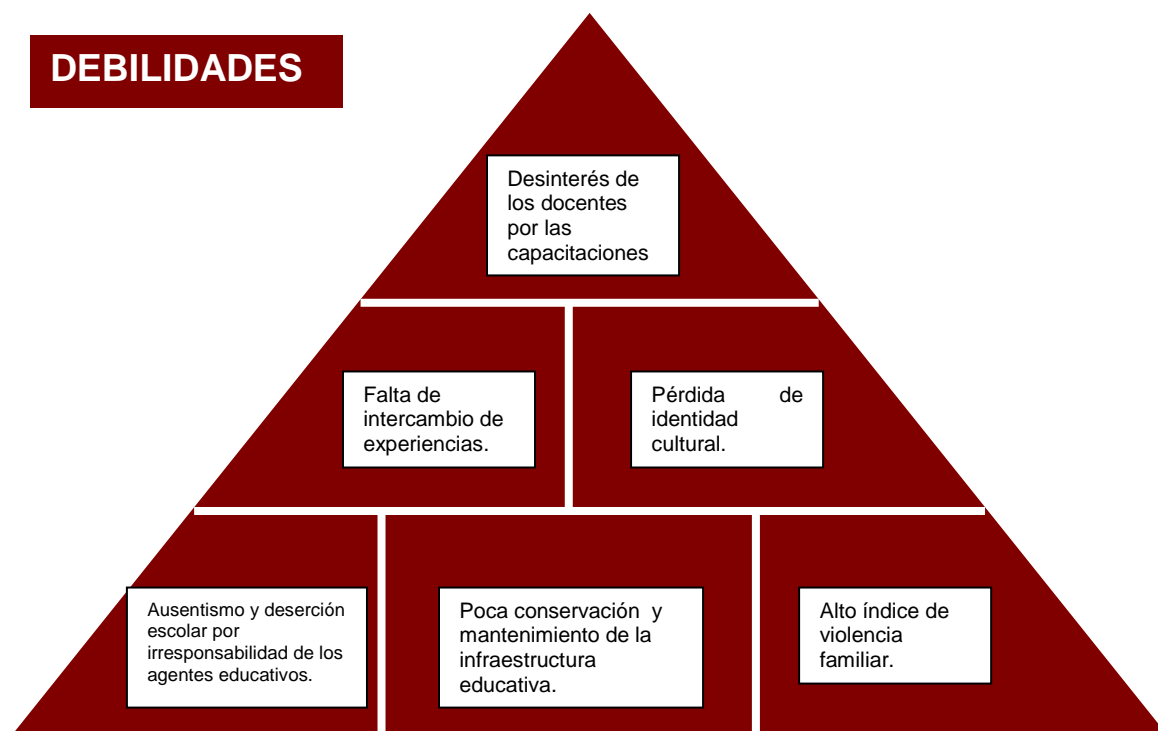 DEBILIDADES
Desinterés de
los docentes
por las
capacitaciones
Falta de
intercambio de
experiencias.
Pérdida de
identidad
cultural.
Ausentismo y deserción
escolar por
irresponsabilidad de los
agentes educativos.
Poca conservación y
mantenimiento de la
infraestructura
educativa.
Alto índice de
violencia
familiar.